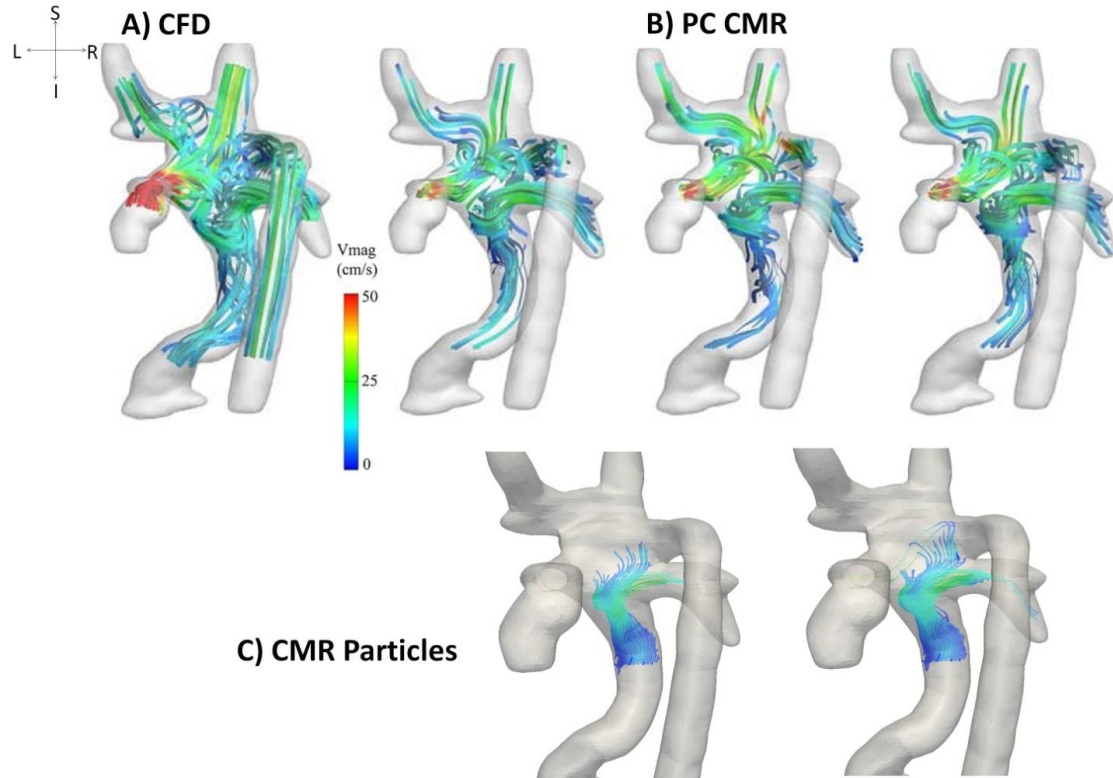 S
A) CFD
B) PC CMR
L
R
I
Vmag
(cm/s)
50
25
0
C) CMR Particles